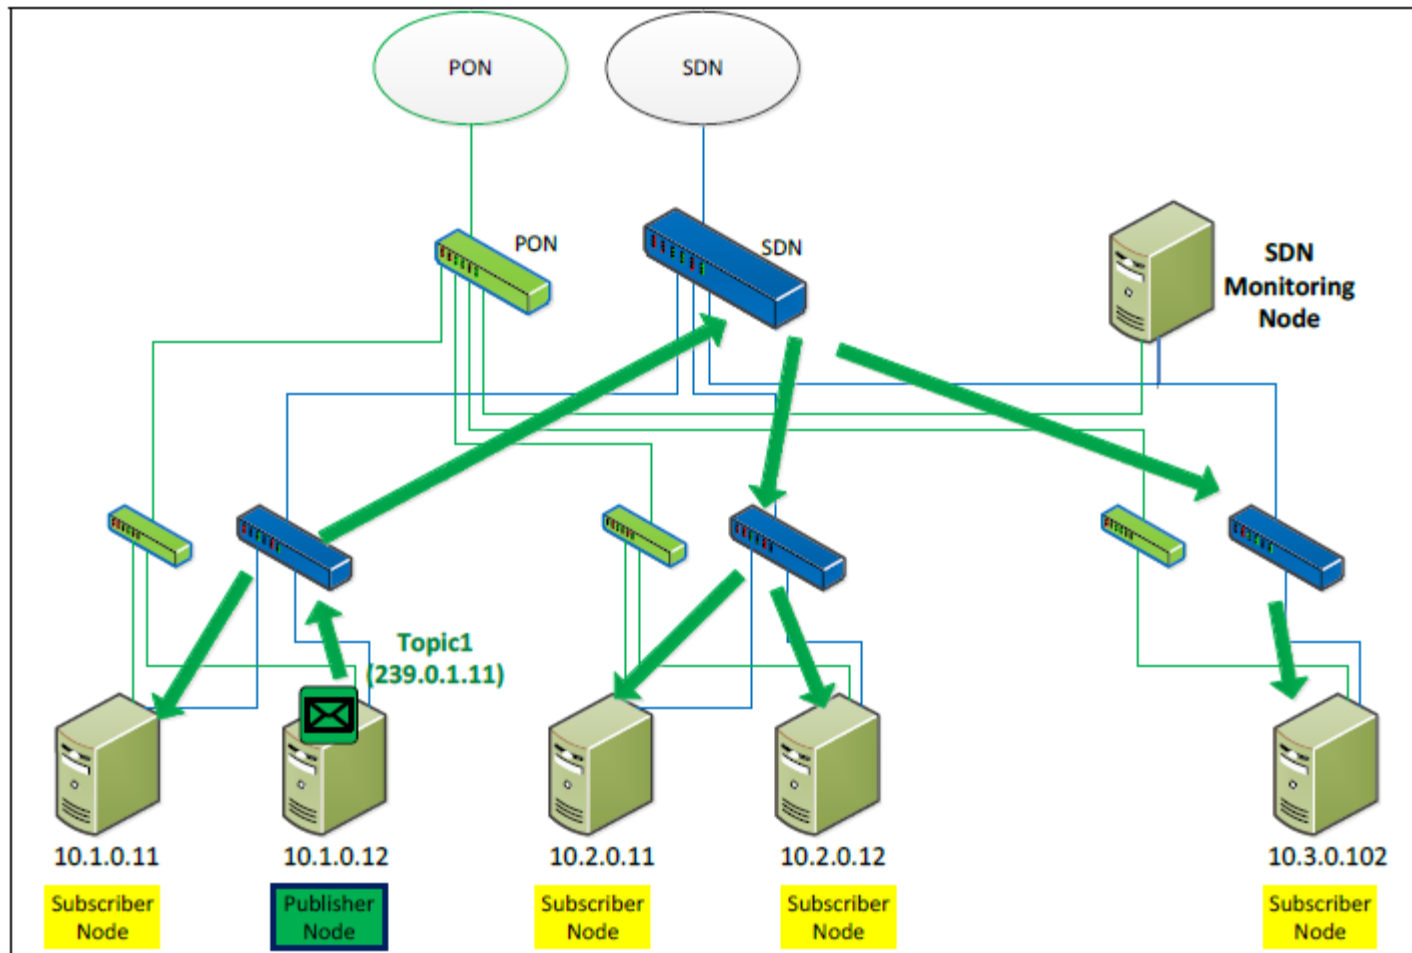 PON
SDN
PON
SDN
SDN
Monitoring
Node
Topic1
(239.0.1.11)
10.1.0.11
10.1.0.12
10.2.0.11
10.2.0.12
10.3.0.102
Subscriber
Node
Publisher
Node
Subscriber
Node
Subscriber
Node
Subscriber
Node